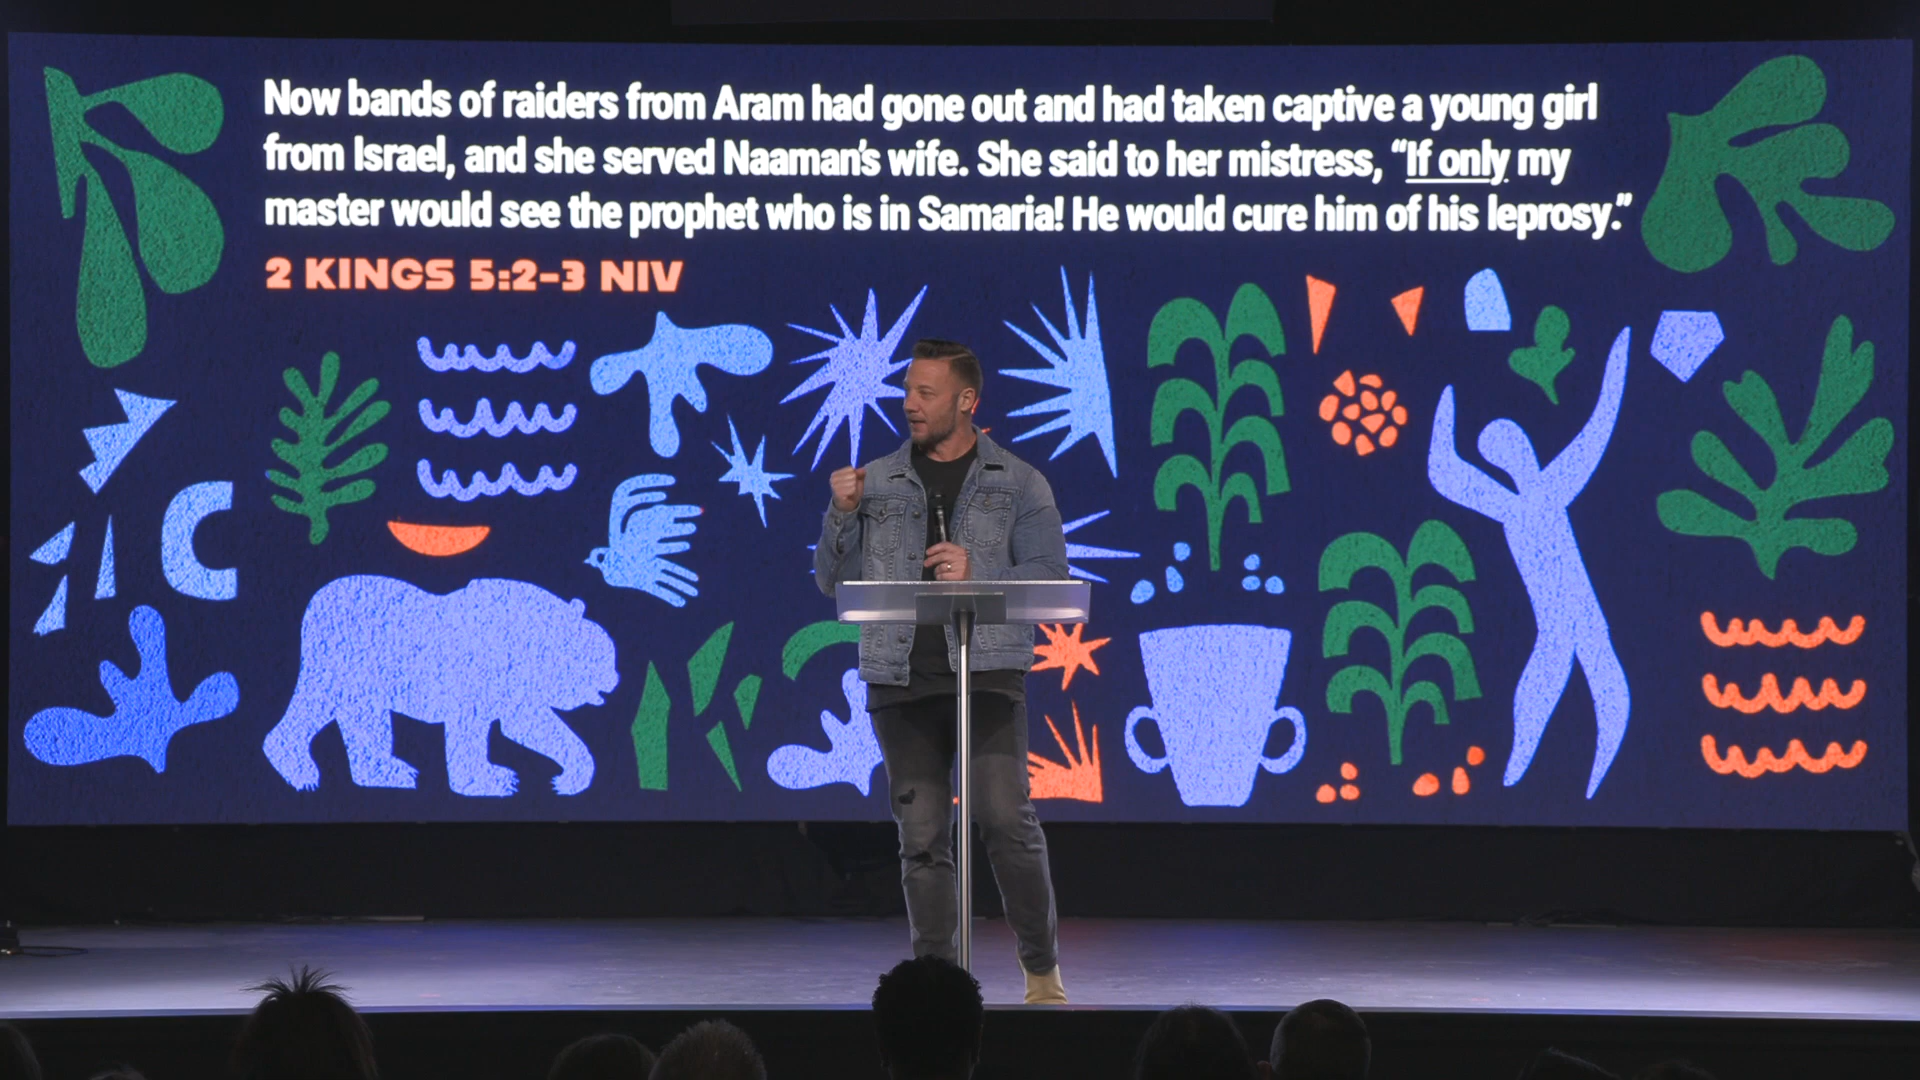 Now bands of raiders from Aram had gone out and had taken captive a young girl
from Israel, and she served Naaman's wife. She said to her mistress, “If only my
master would see the prophet who is in Samaria! He would cure him of his leprosy.”
2 KINGS 5:2-3 NIV